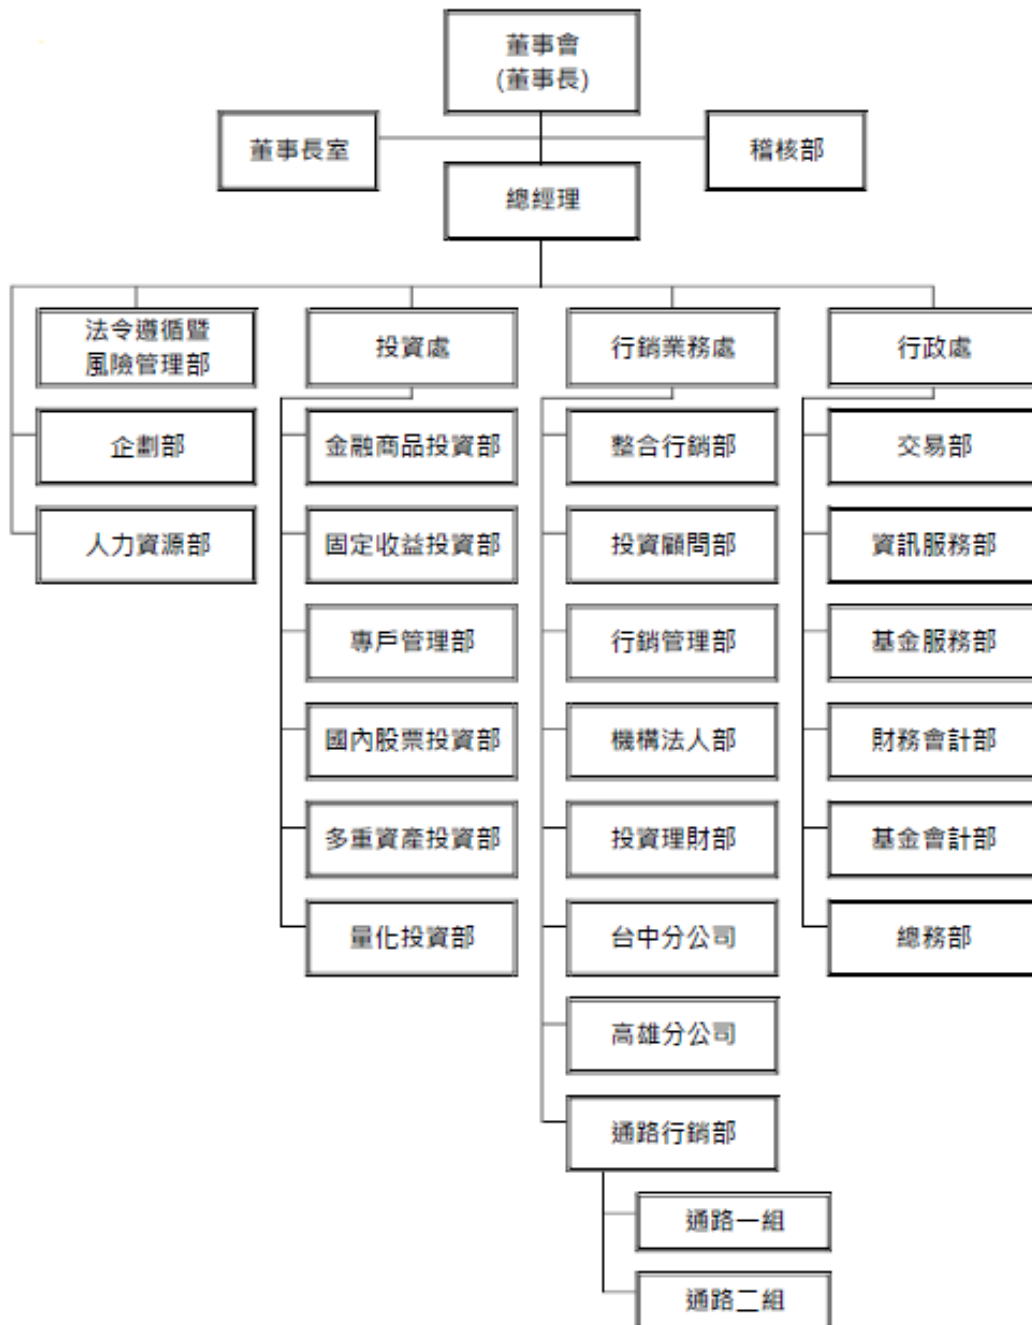 董事會
(董事長)
董事長室
稽核部
總經理
法令遵循暨
風險管理部
投資處
行銷業務處
行政處
企劃部
金融商品投資部
整合行銷部
交易部
人力資源部
固定收益投資部
投資顧問部
資訊服務部
專戶管理部
行銷管理部
基金服務部
國內股票投資部
機構法人部
財務會計部
多重資產投資部
投資理財部
基金會計部
量化投資部
台中分公司
總務部
高雄分公司
通路行銷部
通路一組
通路二組